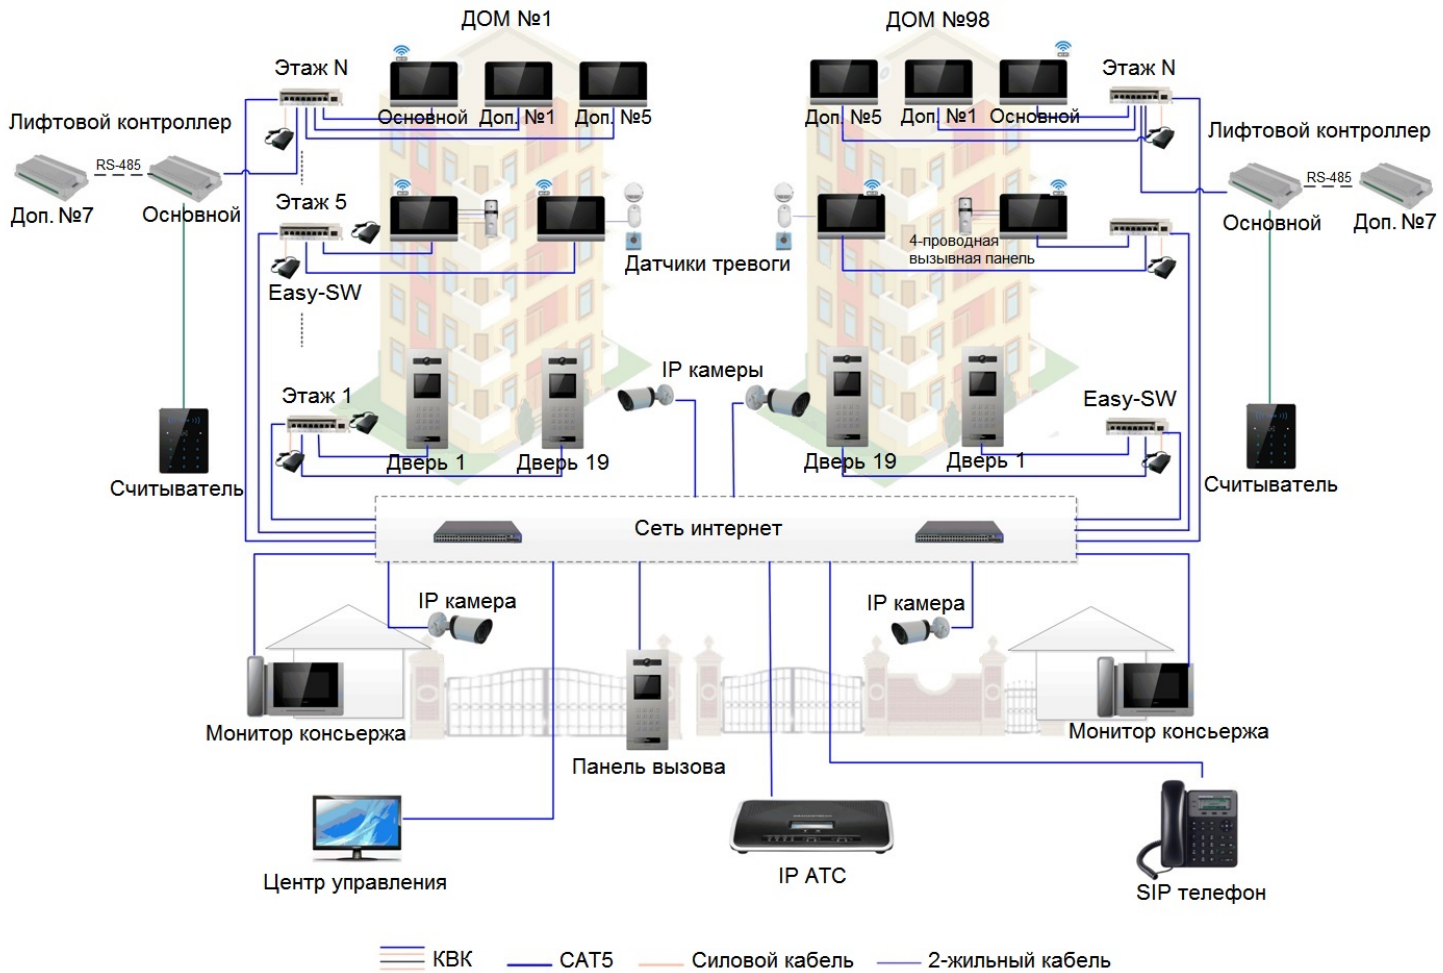 ДОМ №1
ДОМ №98
Этаж N
Этаж N
Основной
Доп. №1
Доп. №5
Доп. №5
Доп. №1
Основной
Лифтовой контроллер
Лифтовой контроллер
RS-485
RS-485
Доп. №7
Основной
Основной
Доп. №7
Этаж 5
4-проводная
вызывная панель
Датчики тревоги
Easy-SW
IP камеры
Этаж 1
Easy-SW
Дверь 1
Дверь 19
Дверь 19
Дверь 1
Считыватель
Считыватель
Сеть интернет
IP камера
IP камера
Монитор консьержа
Монитор консьержа
Панель вызова
Центр управления
IP АТС
SIP телефон
КВК
CAT5
Силовой кабель
2-жильный кабель